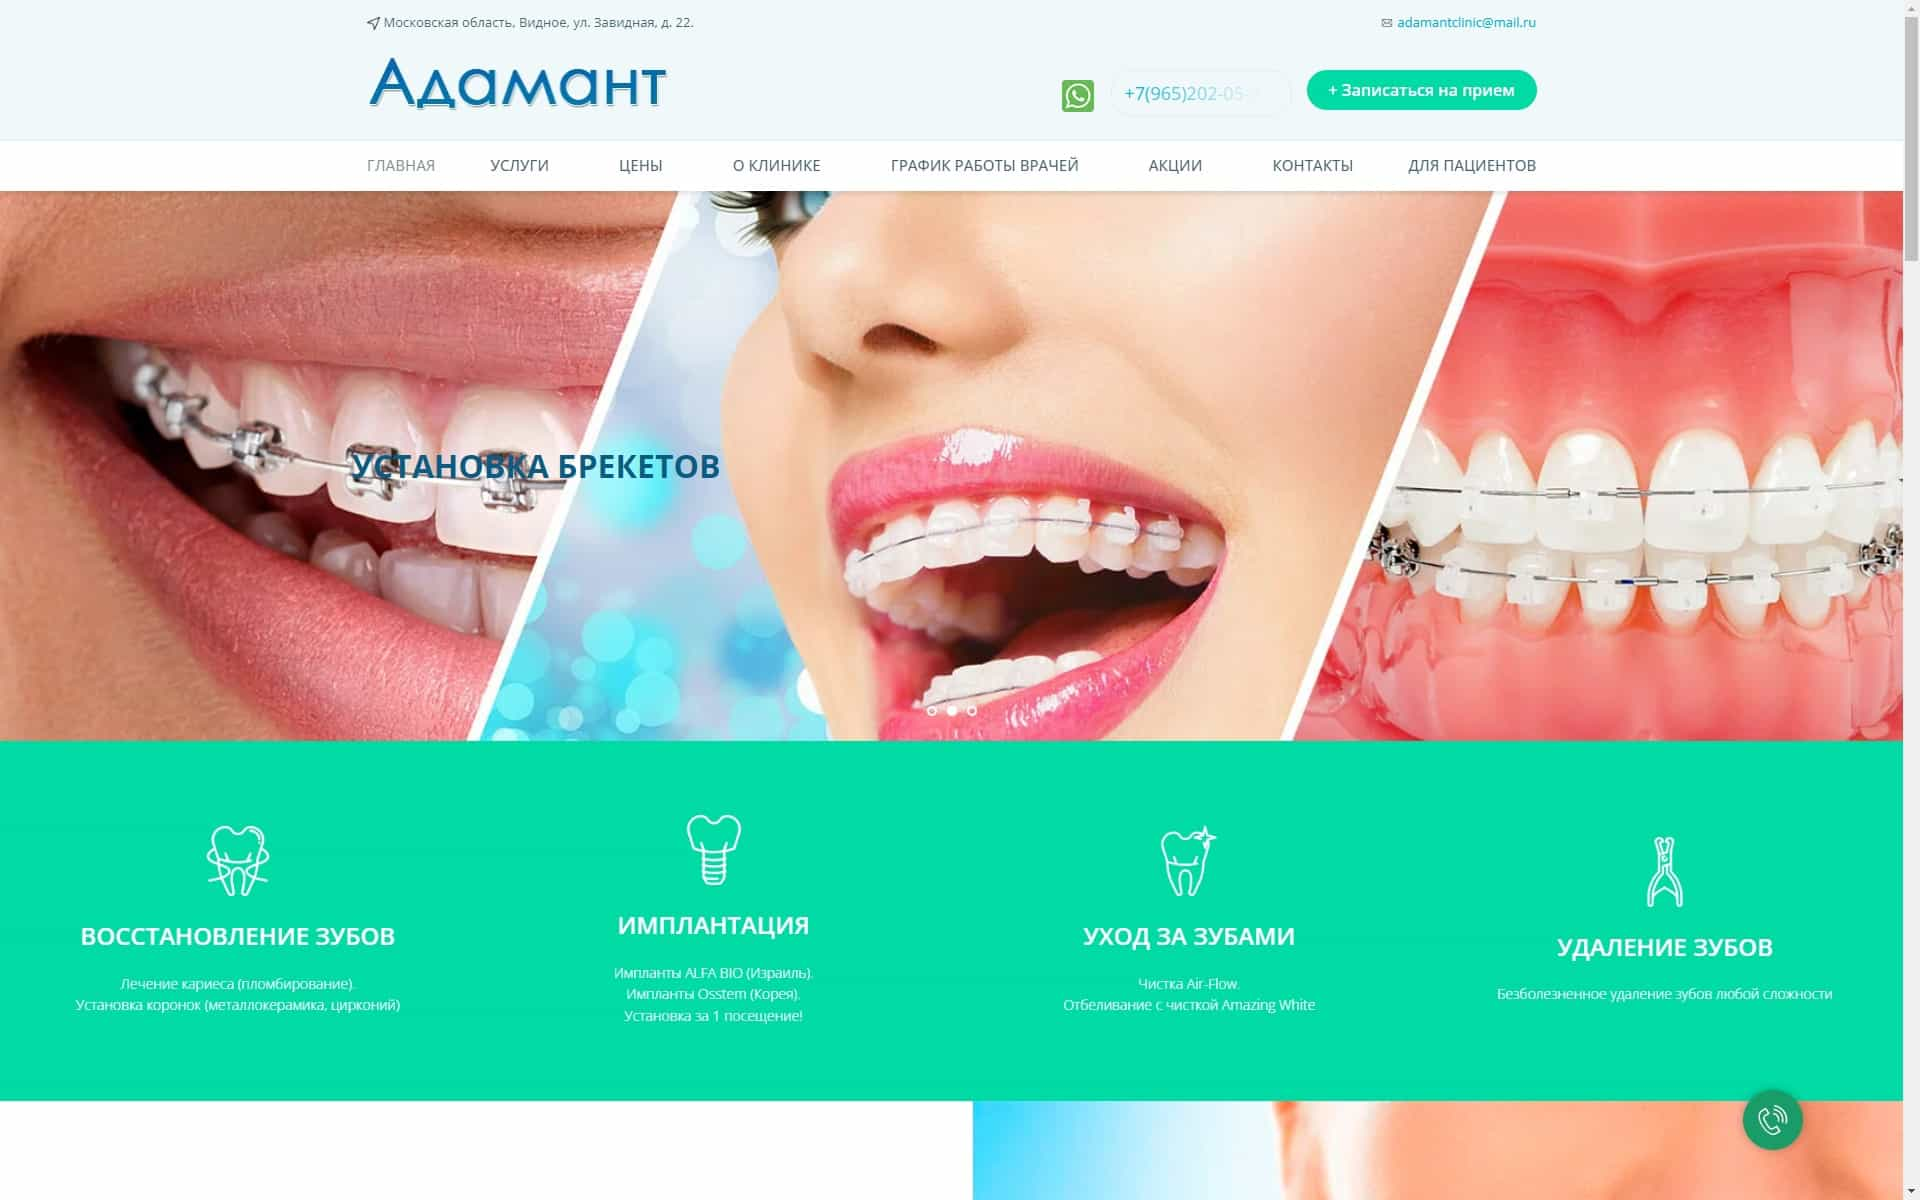 Московская область, Видное, ул. Завидная, д. 22.
adamantclinic@mail.ru
Адамант
+7(965)202-05-
+ Записаться на прием
ГЛАВНАЯ УСЛУГИ ЦЕНЫ О КЛИНИКЕ ГРАФИК РАБОТЫ ВРАЧЕЙ АКЦИИ КОНТАКТЫ ДЛЯ ПАЦИЕНТОВ
УСТАНОВКА БРЕКЕТОВ
ВОССТАНОВЛЕНИЕ ЗУБОВ
Лечение кариеса (пломбирование).
Установка коронок (металлокерамика, цирконий)
ИМПЛАНТАЦИЯ
Импланты ALFA BIO (Израиль).
Импланты Osstem (Корея).
Установка за 1 посещение!
УХОД ЗА ЗУБАМИ
Чистка Air-Flow.
Отбеливание с чисткой Amazing White
УДАЛЕНИЕ ЗУБОВ
Безболезненное удаление зубов любой сложности